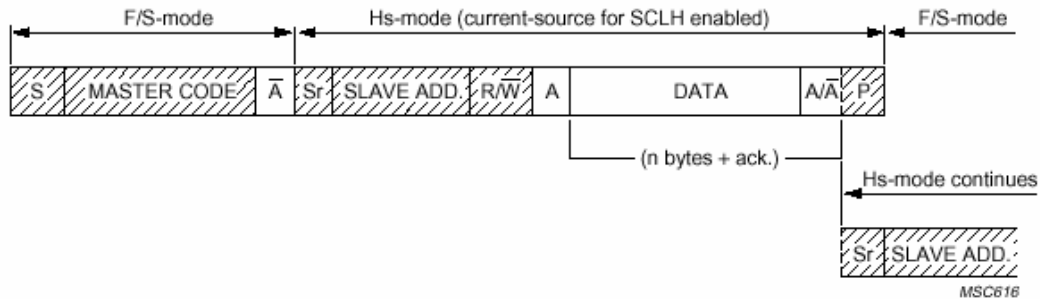 F/S-mode Hs-mode (current-source for SCLH enabled) F/S-mode
S MASTER CODE A̅ Sr SLAVE ADD. R/W̅ A DATA A/A̅ P
(n bytes + ack.)
Hs-mode continues
Sr SLAVE ADD.
MSC616